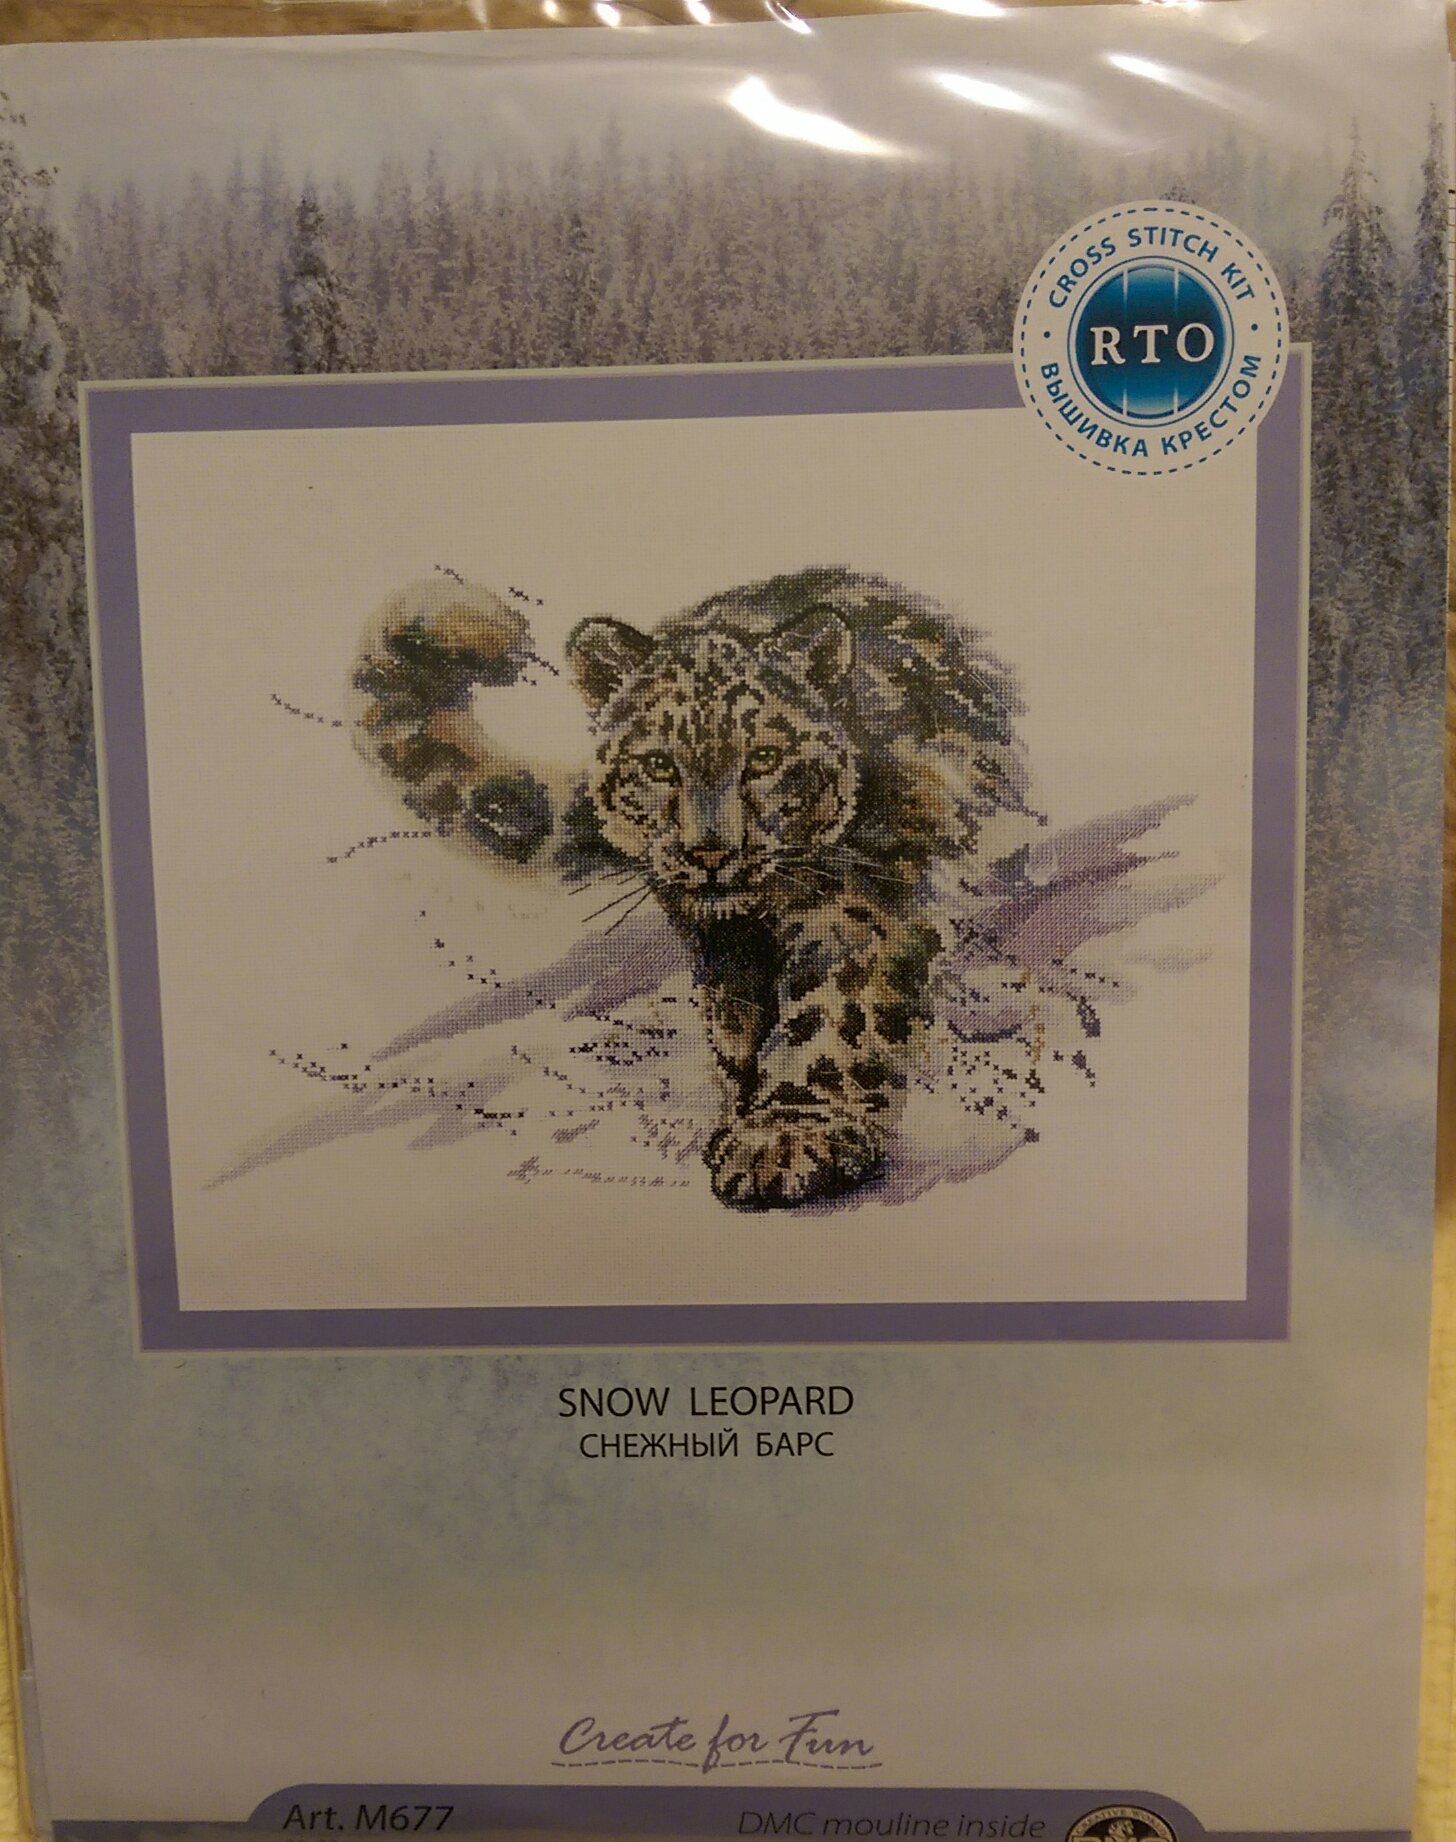 CROSS STITCH KIT
RTO
ВЫШИВКА КРЕСТОМ
SNOW LEOPARD
СНЕЖНЫЙ БАРС
Create for Fun
Art. M677
DMC mouline inside